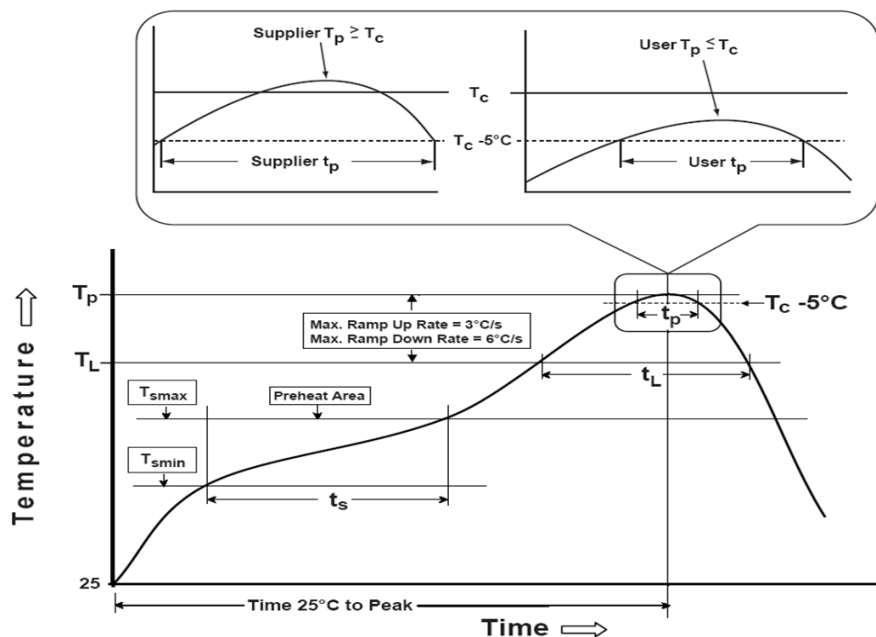 Supplier Tp ≥ Tc
User Tp ≤ Tc
Tc
Tc -5°C
Supplier tp
User tp
Tp
Tc -5°C
tp
Max. Ramp Up Rate = 3°C/s
Max. Ramp Down Rate = 6°C/s
TL
tL
Tsmax
Preheat Area
Tsmin
ts
Temperature
25
Time 25°C to Peak
Time